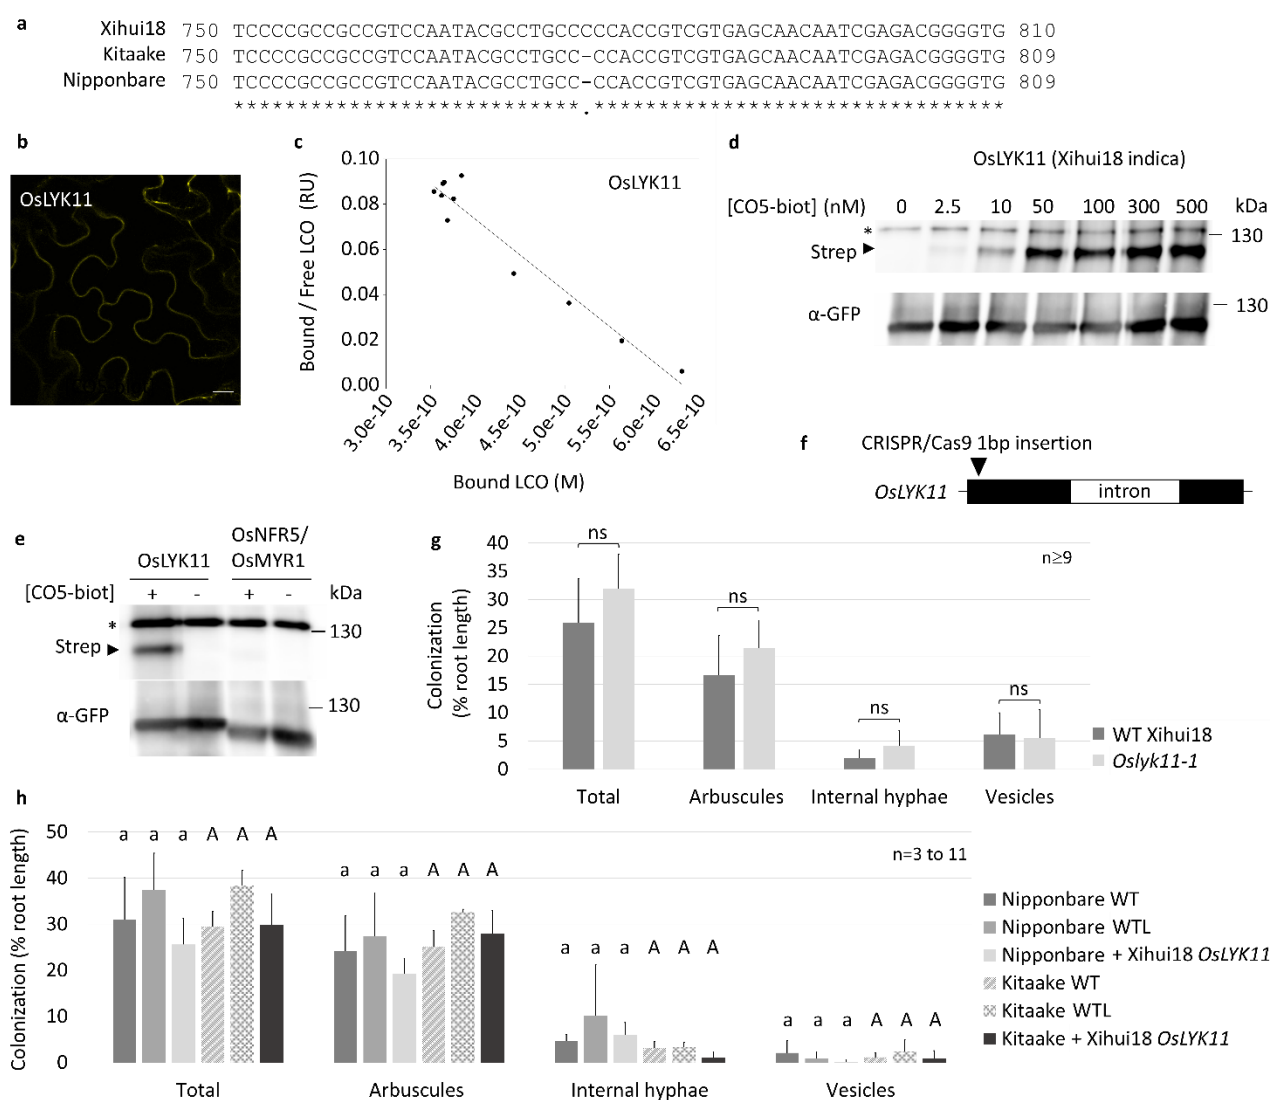 a
Xihui18 750 TCCCCGCCGCCGTCCAATACGCCTGCCCCCACCGTCGTGAGCAACAATCGAGACGGGGTG 810
Kitaake 750 TCCCCGCCGCCGTCCAATACGCCTGCC-CCACCGTCGTGAGCAACAATCGAGACGGGGTG 809
Nipponbare 750 TCCCCGCCGCCGTCCAATACGCCTGCC-CCACCGTCGTGAGCAACAATCGAGACGGGGTG 809
*************************** ********************************
b
OsLYK11
c
OsLYK11
Bound / Free LCO (RU)
0.10
0.08
0.06
0.04
0.02
0.00
3.0e-10 3.5e-10 4.0e-10 4.5e-10 5.0e-10 5.5e-10 6.0e-10 6.5e-10
Bound LCO (M)
d
OsLYK11 (Xihui18 indica)
[CO5-biot] (nM) 0 2.5 10 50 100 300 500 kDa
* 130
Strep
α-GFP 130
e
OsLYK11 OsNFR5/
OsMYR1
[CO5-biot] + - + - kDa
* 130
Strep
α-GFP 130
f
CRISPR/Cas9 1bp insertion
OsLYK11 intron
g
Colonization
(% root length)
40
35
30
25
20
15
10
5
0
ns ns ns ns
n≥9
Total Arbuscules Internal hyphae Vesicles
WT Xihui18
Oslyk11-1
h
Colonization (% root length)
50
40
30
20
10
0
a a a A A A
a a a A A A
a a a A A A
a a a A A A
n=3 to 11
Total Arbuscules Internal hyphae Vesicles
Nipponbare WT
Nipponbare WTL
Nipponbare + Xihui18 OsLYK11
Kitaake WT
Kitaake WTL
Kitaake + Xihui18 OsLYK11